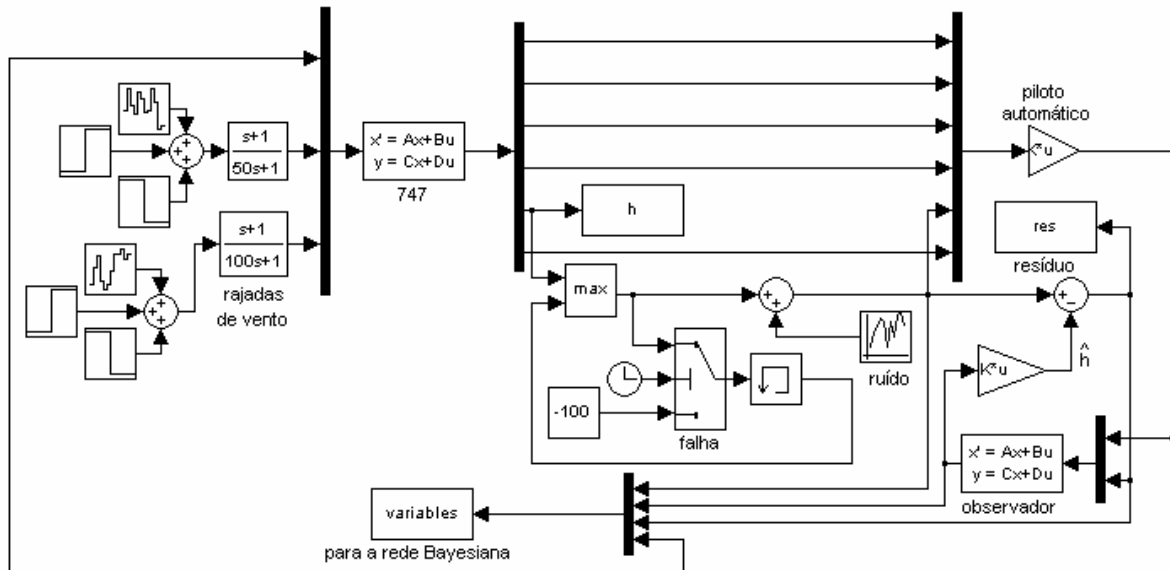 piloto
automático
K*u
s+1
50s+1
x' = Ax+Bu
y = Cx+Du
747
h
res
resíduo
s+1
100s+1
rajadas
de vento
max
ruído
K*u
ĥ
-100
falha
x' = Ax+Bu
y = Cx+Du
observador
variables
para a rede Bayesiana